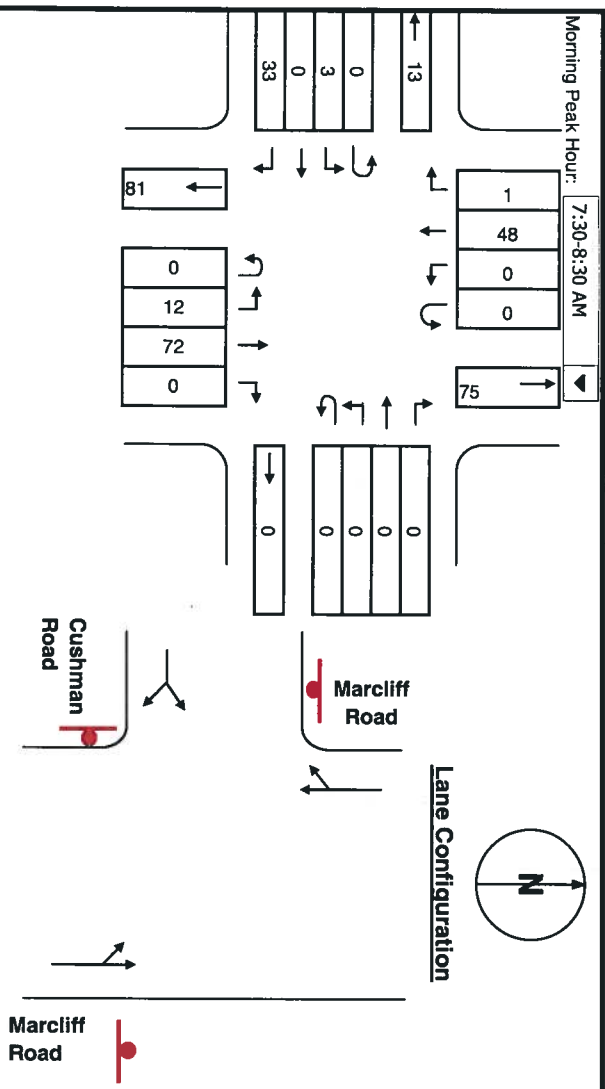 Morning Peak Hour:
7:30-8:30 AM
33
0
3
0
13
1
48
0
0
75
81
0
12
72
0
0
0
0
0
0
Lane Configuration
N
Marcliff
Road
Cushman
Road
Marcliff
Road